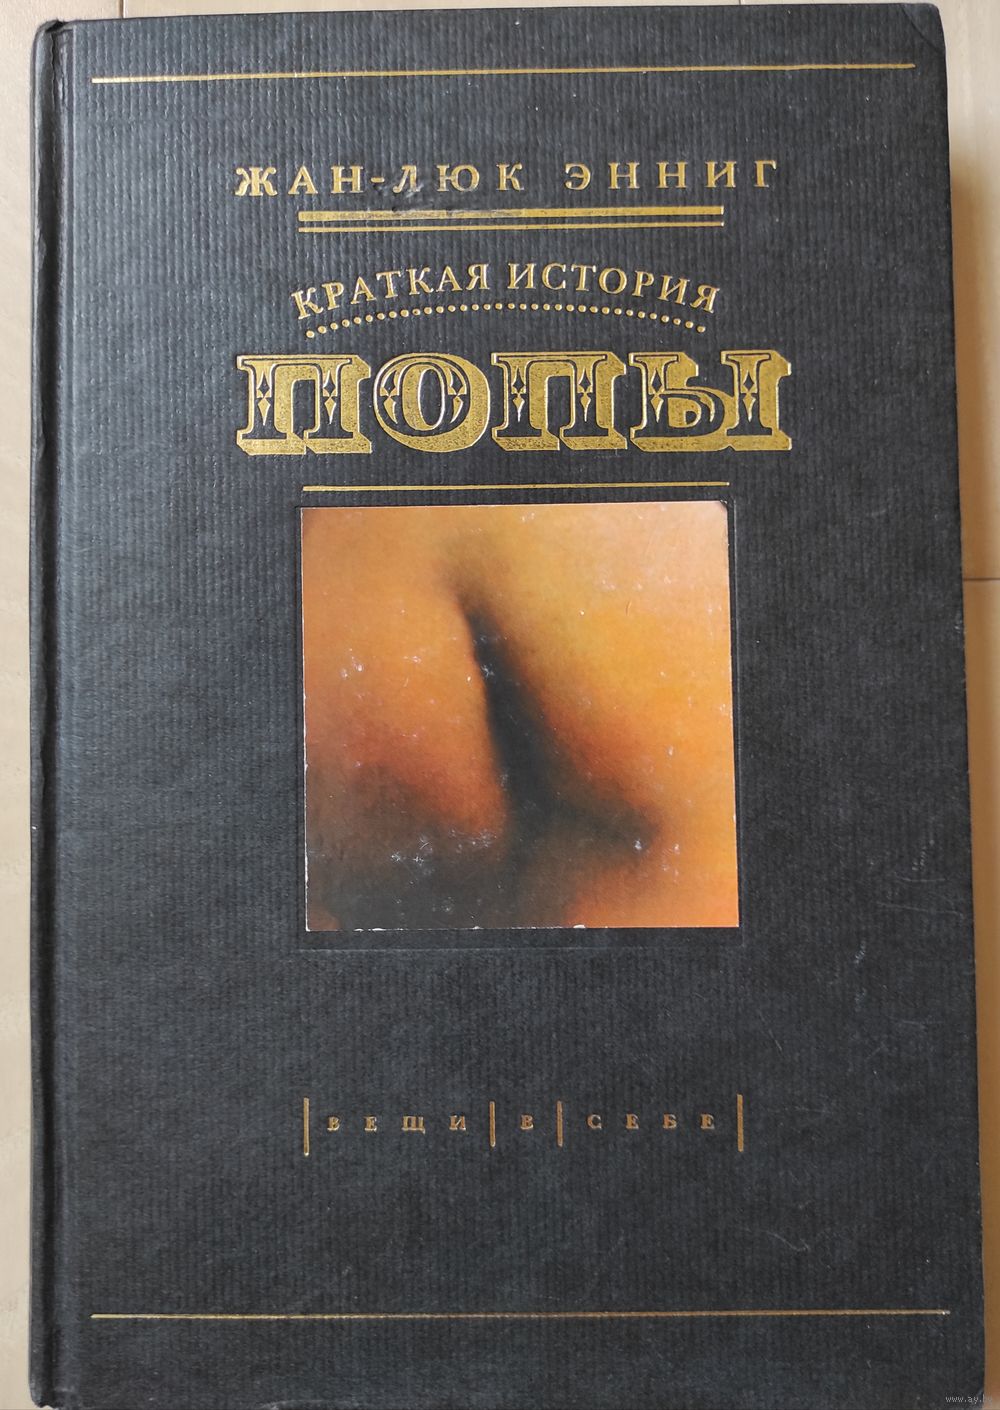 ЖАН-ЛЮК ЭННИГ
КРАТКАЯ ИСТОРИЯ
ПОПЫ
ВЕЩИ В СЕБЕ